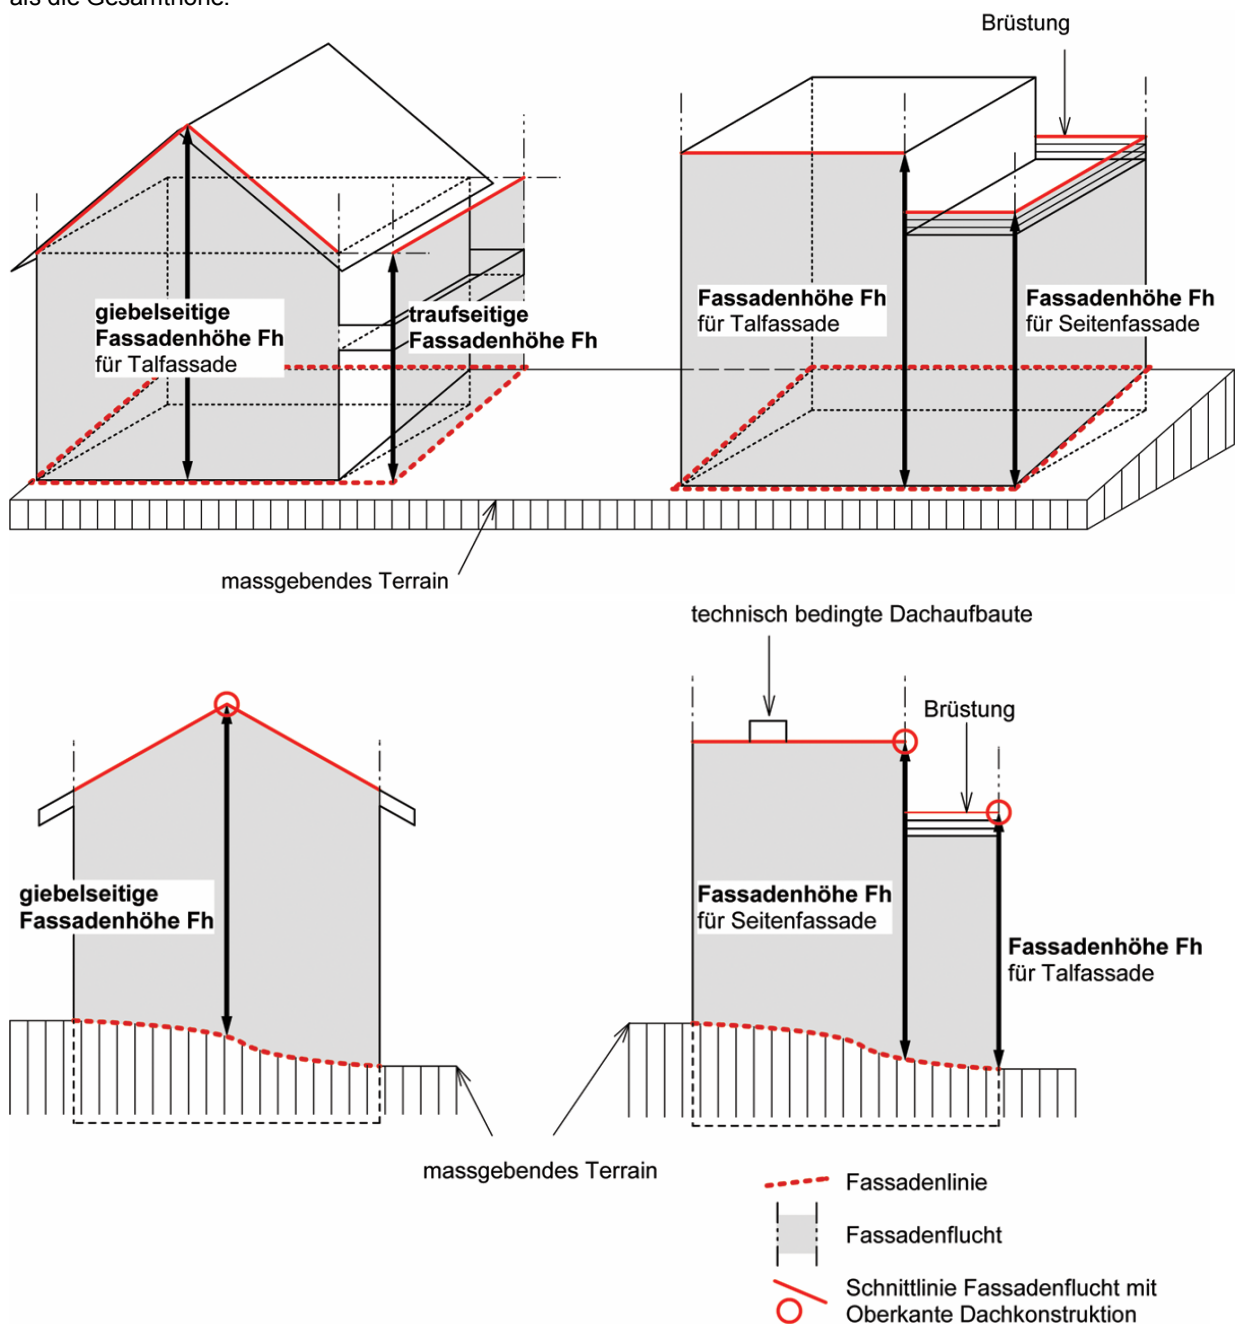 als die Gesamthöhe.
Brüstung
giebelseitige
Fassadenhöhe Fh
für Talfassade
traufseitige
Fassadenhöhe Fh
Fassadenhöhe Fh
für Talfassade
Fassadenhöhe Fh
für Seitenfassade
massgebendes Terrain
technisch bedingte Dachaufbaute
Brüstung
giebelseitige
Fassadenhöhe Fh
Fassadenhöhe Fh
für Seitenfassade
Fassadenhöhe Fh
für Talfassade
massgebendes Terrain
Fassadenlinie
Fassadenflucht
Schnittlinie Fassadenflucht mit
Oberkante Dachkonstruktion